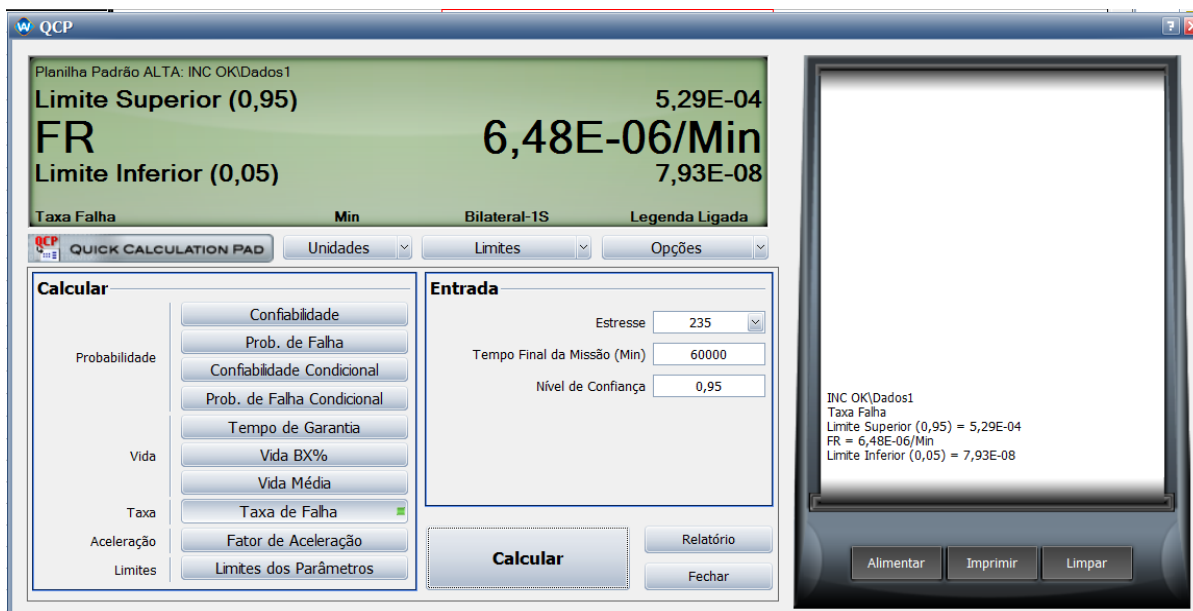 QCP
Planilha Padrão ALTA: INC OK\Dados1
Limite Superior (0,95) 5,29E-04
FR 6,48E-06/Min
Limite Inferior (0,05) 7,93E-08
Taxa Falha Min Bilateral-1S Legenda Ligada
QCP QUICK CALCULATION PAD Unidades Limites Opções
Calcular
Probabilidade
Confiabilidade
Prob. de Falha
Confiabilidade Condicional
Prob. de Falha Condicional
Vida
Tempo de Garantia
Vida BX%
Vida Média
Taxa Taxa de Falha
Aceleração Fator de Aceleração
Limites Limites dos Parâmetros
Entrada
Estresse 235
Tempo Final da Missão (Min) 60000
Nível de Confiança 0,95
Calcular
Relatório
Fechar
INC OK\Dados1
Taxa Falha
Limite Superior (0,95) = 5,29E-04
FR = 6,48E-06/Min
Limite Inferior (0,05) = 7,93E-08
Alimentar Imprimir Limpar